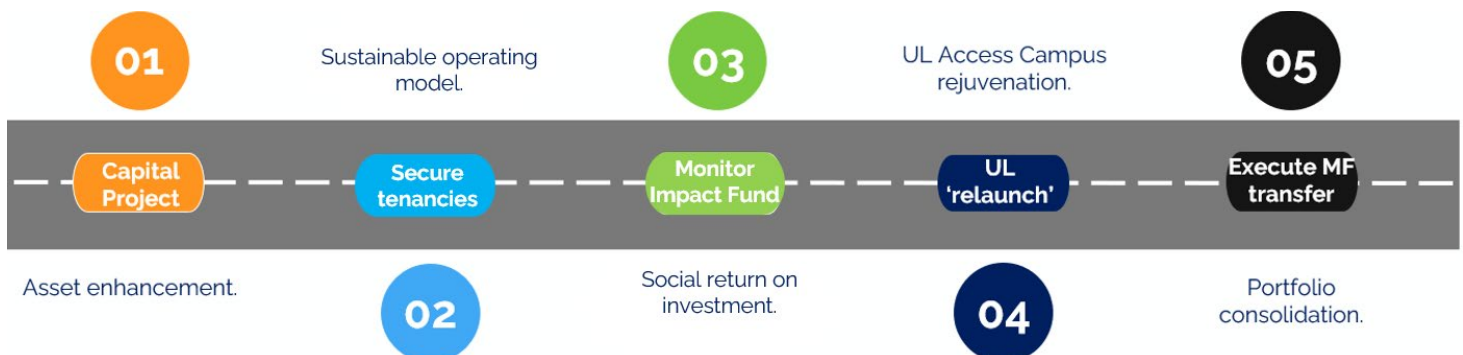 01
Capital
Project
Asset enhancement.
Sustainable operating
model.
Secure
tenancies
02
03
Monitor
Impact Fund
Social return on
investment.
UL Access Campus
rejuvenation.
UL
‘relaunch’
04
05
Execute MF
transfer
Portfolio
consolidation.